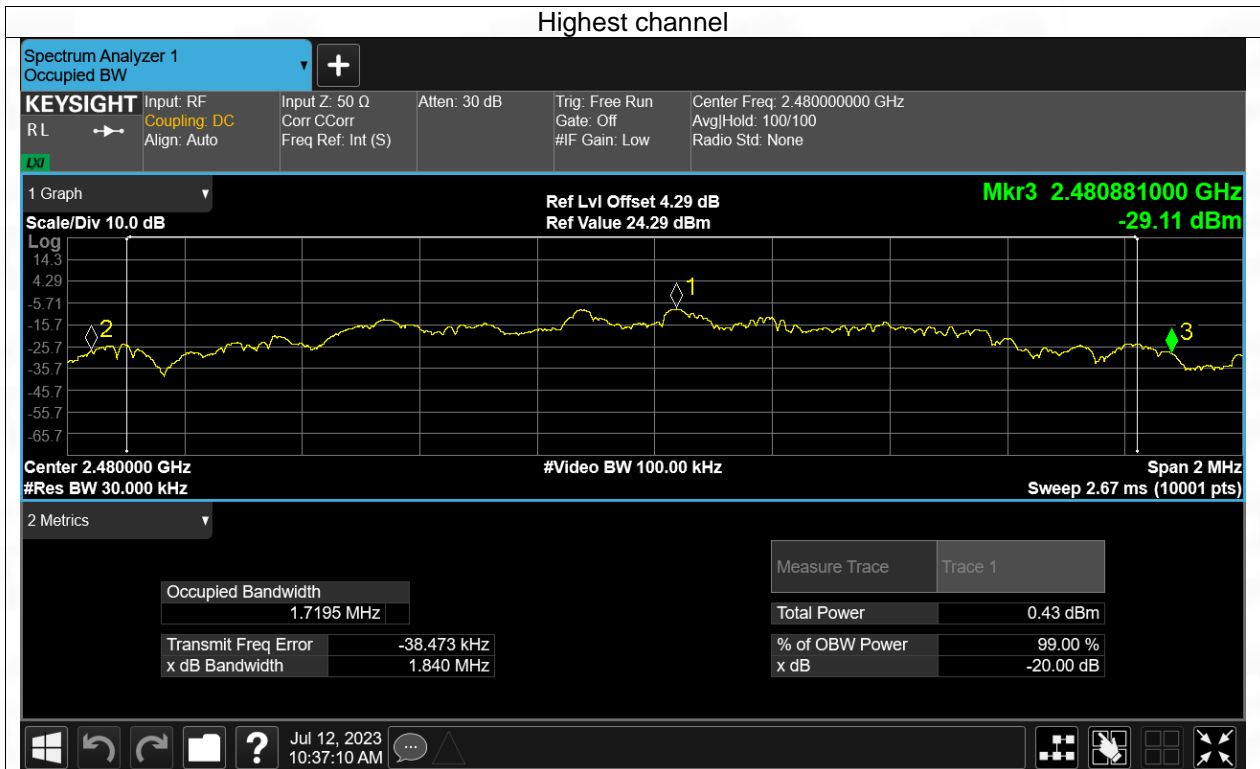 Highest channel
Spectrum Analyzer 1
Occupied BW
KEYSIGHT
RL
LXI
Input: RF
Coupling: DC
Align: Auto
Input Z: 50 Ω
Corr CCorr
Freq Ref: Int (S)
Atten: 30 dB
Trig: Free Run
Gate: Off
#IF Gain: Low
Center Freq: 2.480000000 GHz
Avg|Hold: 100/100
Radio Std: None
1 Graph
Scale/Div 10.0 dB
Ref Lvl Offset 4.29 dB
Ref Value 24.29 dBm
Mkr3 2.480881000 GHz
-29.11 dBm
Log
14.3
4.29
-5.71
-15.7
-25.7
-35.7
-45.7
-55.7
-65.7
1
2
3
Center 2.480000 GHz
#Video BW 100.00 kHz
Span 2 MHz
#Res BW 30.000 kHz
Sweep 2.67 ms (10001 pts)
2 Metrics
Measure Trace Trace 1
Occupied Bandwidth
1.7195 MHz
Total Power 0.43 dBm
Transmit Freq Error -38.473 kHz
% of OBW Power 99.00 %
x dB Bandwidth 1.840 MHz
x dB -20.00 dB
?
Jul 12, 2023
10:37:10 AM